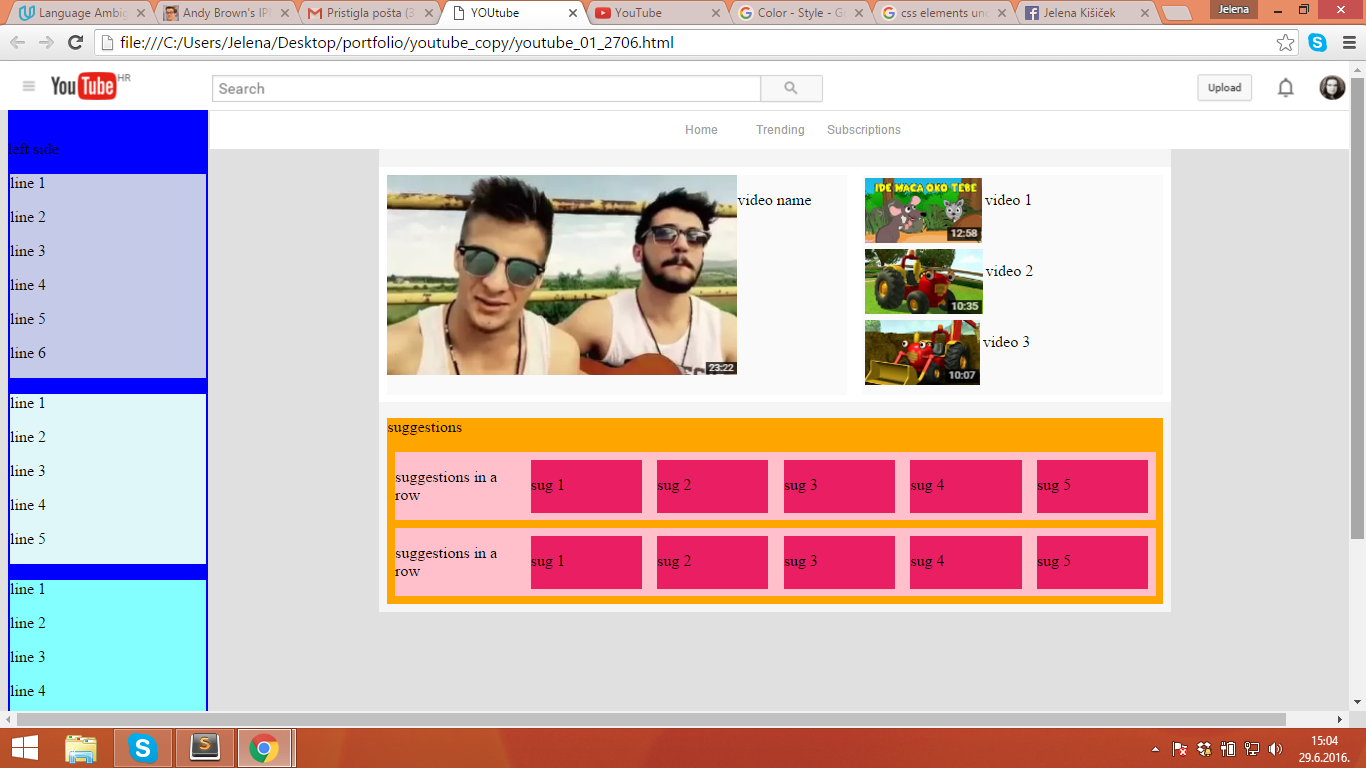 Language Ambig
Andy Brown's IP
Pristigla pošta (3
YOUtube
YouTube
Color - Style - Go
css elements und
Jelena Kišiček
Jelena
file:///C:/Users/Jelena/Desktop/portfolio/youtube_copy/youtube_01_2706.html
YouTube HR
Search
Upload
Home Trending Subscriptions
left side
line 1
line 2
line 3
line 4
line 5
line 6
line 1
line 2
line 3
line 4
line 5
line 1
line 2
line 3
line 4
23:22
video name
IDE MACA OKO TEBE
12:58
video 1
10:35
video 2
10:07
video 3
suggestions
suggestions in a
row
sug 1 sug 2 sug 3 sug 4 sug 5
suggestions in a
row
sug 1 sug 2 sug 3 sug 4 sug 5
15:04
29.6.2016.